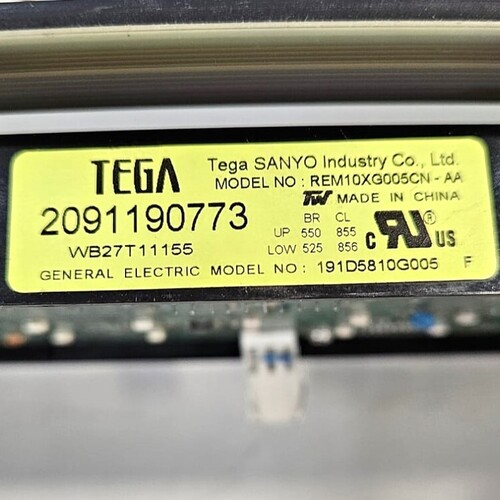 TEGA
Tega SANYO Industry Co., Ltd.
MODEL NO : REM10XG005CN - AA
TW MADE IN CHINA
2091190773
BR CL
UP 550 855
LOW 525 856
c RU US ®
WB27T11155
GENERAL ELECTRIC MODEL NO : 191D5810G005 F